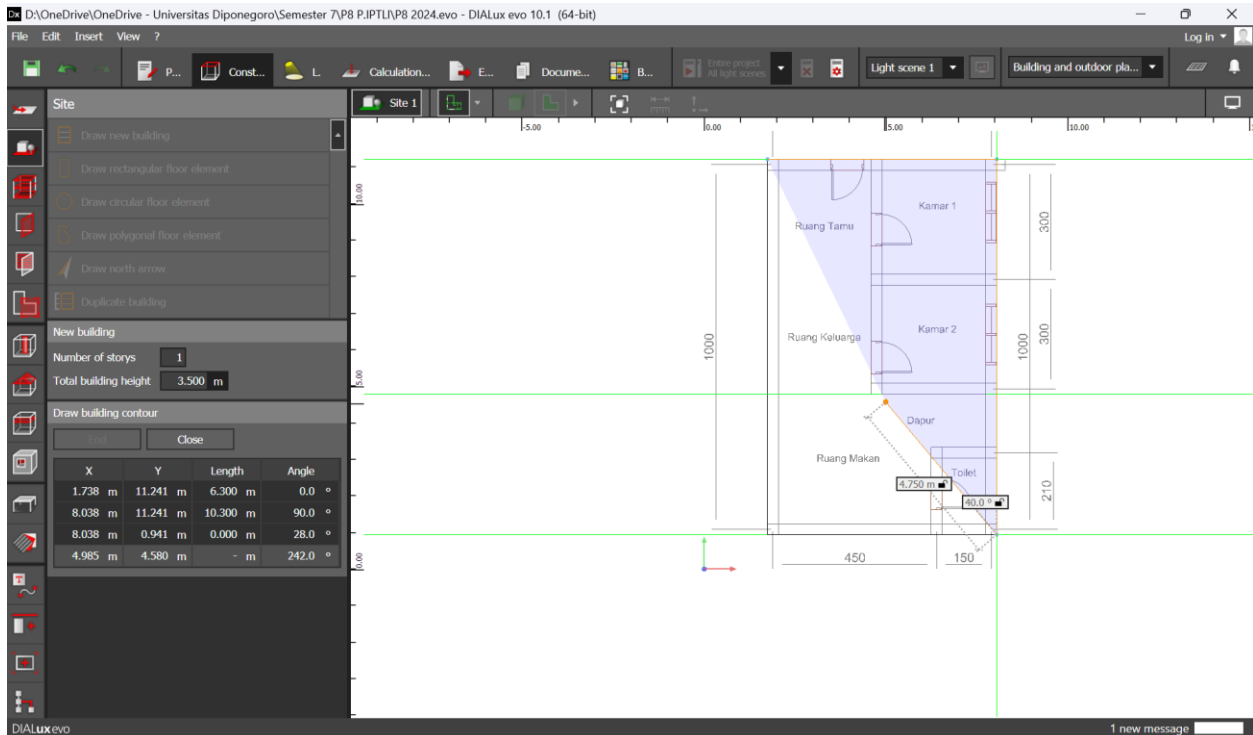 D:\OneDrive\OneDrive - Universitas Diponegoro\Semester 7\P8 P.IPTLI\P8 2024.evo - DIALux evo 10.1 (64-bit)
File Edit Insert View ?
Log in
P... Const... L. Calculation... E... Docume... B... Entire project Light scene 1 Building and outdoor pla...
All light scenes
Site
Site 1
Draw new building
Draw rectangular floor element
Draw circular floor element
Draw polygonal floor element
Draw north arrow
Duplicate building
New building
Number of storys 1
Total building height 3.500 m
Draw building contour
End Close
X Y Length Angle
1.738 m 11.241 m 6.300 m 0.0 °
8.038 m 11.241 m 10.300 m 90.0 °
8.038 m 0.941 m 0.000 m 28.0 °
4.985 m 4.580 m - m 242.0 °
-5.00 0.00 5.00 10.00
10.00
5.00
0.00
Kamar 1
Ruang Tamu
300
Kamar 2
Ruang Keluarga
300
1000
1000
Dapur
Ruang Makan
Toilet
4.750 m
40.0 °
210
450 150
DIALux evo
1 new message